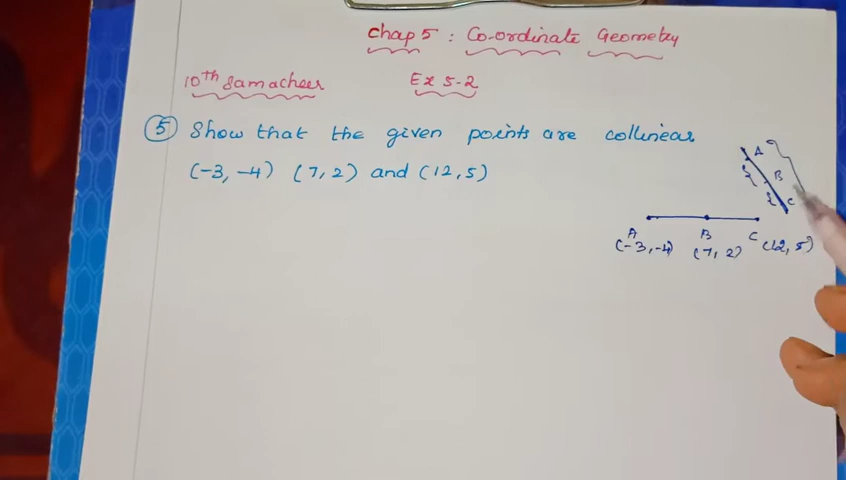 Chap 5 : Co-ordinate Geometry
10th Samacheer Ex 5-2
5 Show that the given points are collinear
(-3, -4) (7, 2) and (12, 5)
A
B
C
A B C
(-3, -4) (7, 2) (12, 5)